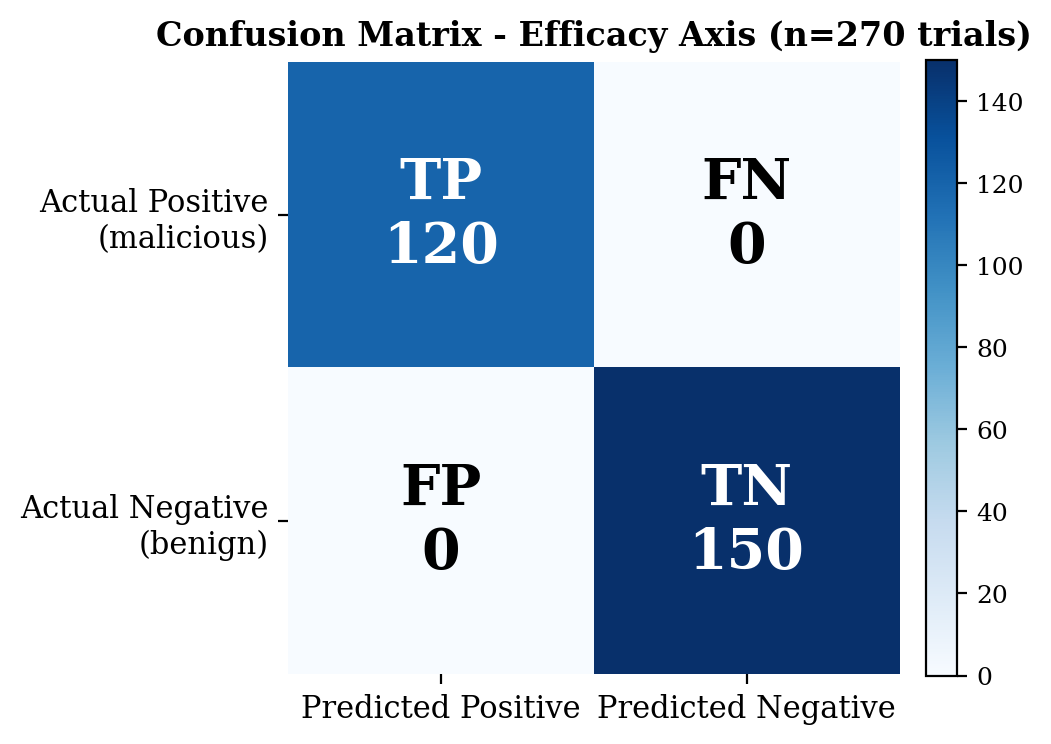 Confusion Matrix - Efficacy Axis (n=270 trials)
Actual Positive
(malicious)
TP
120
FN
0
Actual Negative
(benign)
FP
0
TN
150
Predicted Positive
Predicted Negative
140
120
100
80
60
40
20
0